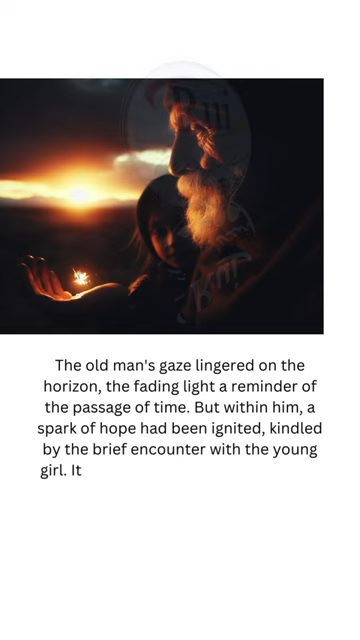 The old man's gaze lingered on the
horizon, the fading light a reminder of
the passage of time. But within him, a
spark of hope had been ignited, kindled
by the brief encounter with the young
girl. It